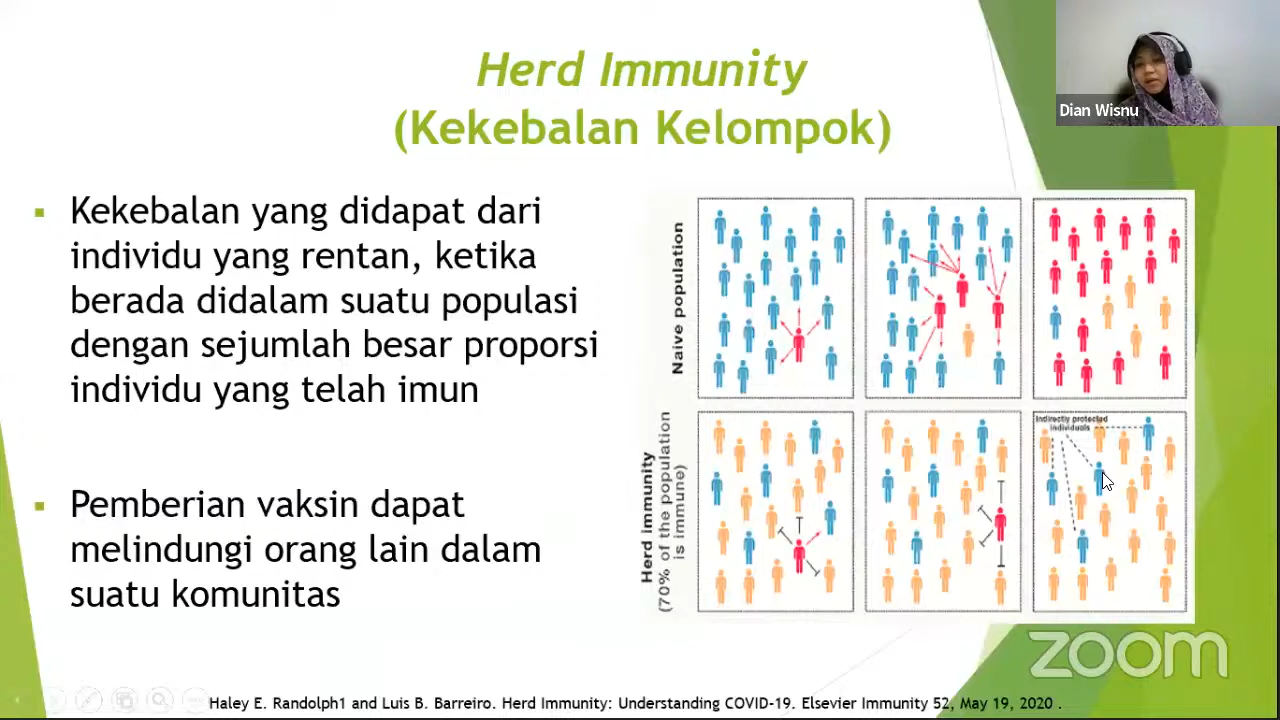 Herd Immunity
(Kekebalan Kelompok)
Dian Wisnu
Kekebalan yang didapat dari
individu yang rentan, ketika
berada didalam suatu populasi
dengan sejumlah besar proporsi
individu yang telah imun
Pemberian vaksin dapat
melindungi orang lain dalam
suatu komunitas
Naive population
Herd Immunity
(70% of the population
is immune)
Indirectly protected
individuals
zoom
Haley E. Randolph1 and Luis B. Barreiro. Herd Immunity: Understanding COVID-19. Elsevier Immunity 52, May 19, 2020 .